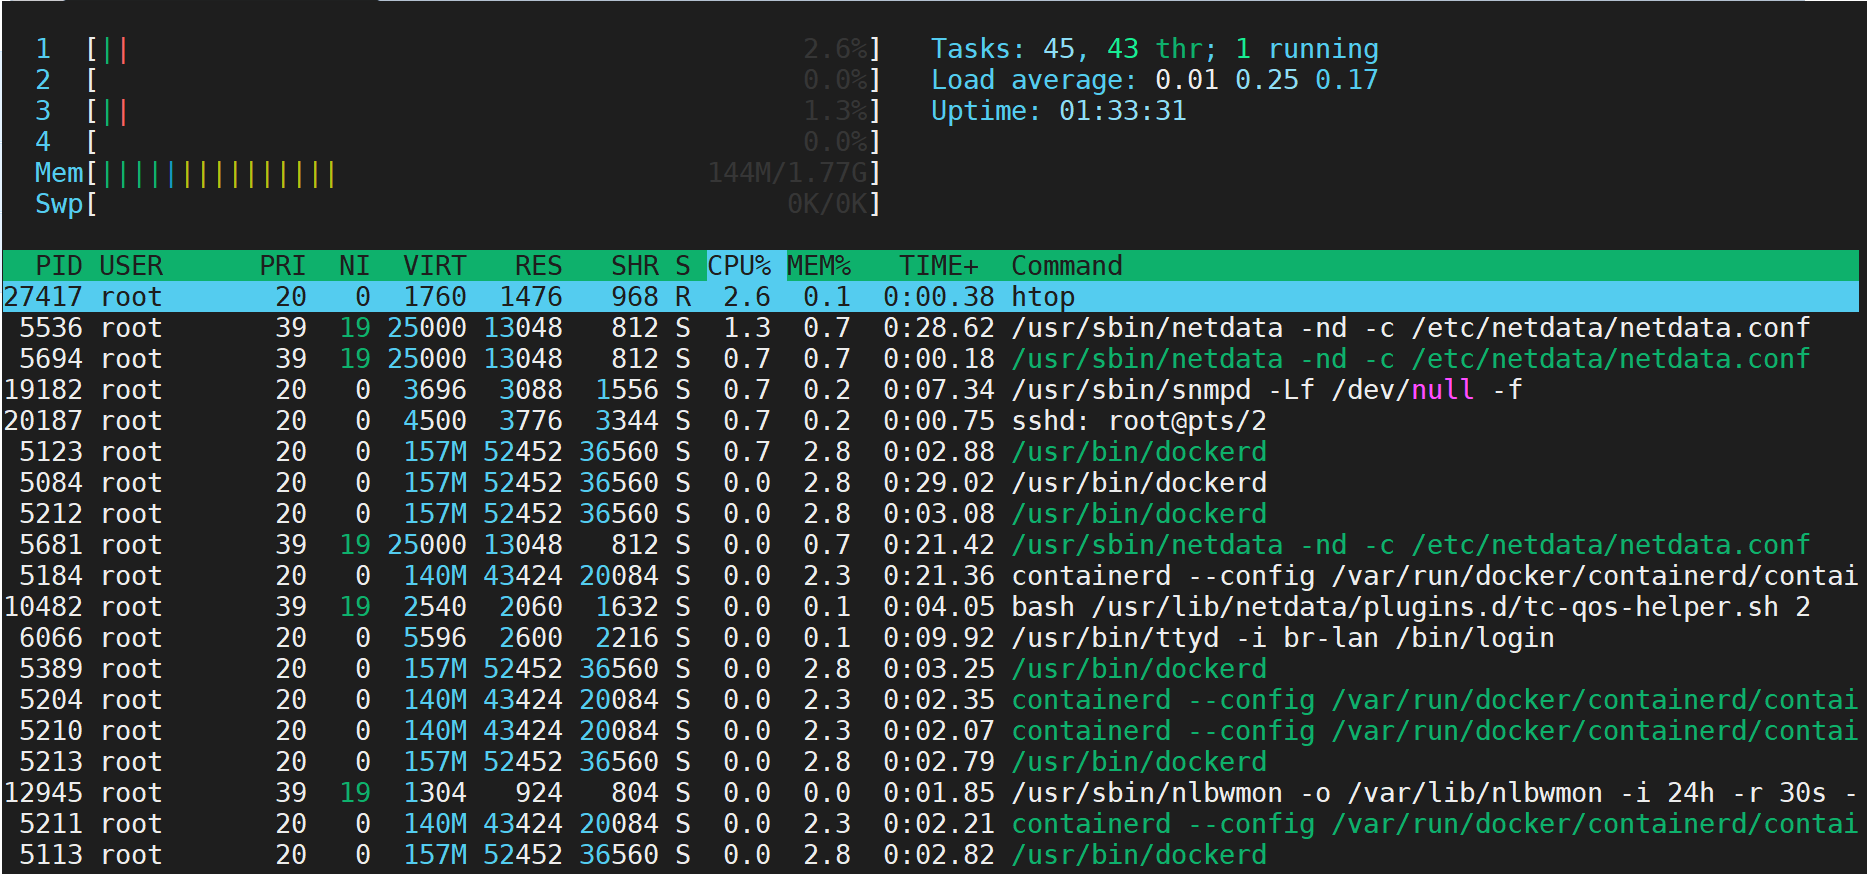 1 [|| 2.6%] Tasks: 45, 43 thr; 1 running
2 [ 0.0%] Load average: 0.01 0.25 0.17
3 [|| 1.3%] Uptime: 01:33:31
4 [ 0.0%]
Mem[||||||||||||||| 144M/1.77G]
Swp[ 0K/0K]
PID USER PRI NI VIRT RES SHR S CPU% MEM% TIME+ Command
27417 root 20 0 1760 1476 968 R 2.6 0.1 0:00.38 htop
5536 root 39 19 25000 13048 812 S 1.3 0.7 0:28.62 /usr/sbin/netdata -nd -c /etc/netdata/netdata.conf
5694 root 39 19 25000 13048 812 S 0.7 0.7 0:00.18 /usr/sbin/netdata -nd -c /etc/netdata/netdata.conf
19182 root 20 0 3696 3088 1556 S 0.7 0.2 0:07.34 /usr/sbin/snmpd -Lf /dev/null -f
20187 root 20 0 4500 3776 3344 S 0.7 0.2 0:00.75 sshd: root@pts/2
5123 root 20 0 157M 52452 36560 S 0.7 2.8 0:02.88 /usr/bin/dockerd
5084 root 20 0 157M 52452 36560 S 0.0 2.8 0:29.02 /usr/bin/dockerd
5212 root 20 0 157M 52452 36560 S 0.0 2.8 0:03.08 /usr/bin/dockerd
5681 root 39 19 25000 13048 812 S 0.0 0.7 0:21.42 /usr/sbin/netdata -nd -c /etc/netdata/netdata.conf
5184 root 20 0 140M 43424 20084 S 0.0 2.3 0:21.36 containerd --config /var/run/docker/containerd/contai
10482 root 39 19 2540 2060 1632 S 0.0 0.1 0:04.05 bash /usr/lib/netdata/plugins.d/tc-qos-helper.sh 2
6066 root 20 0 5596 2600 2216 S 0.0 0.1 0:09.92 /usr/bin/ttyd -i br-lan /bin/login
5389 root 20 0 157M 52452 36560 S 0.0 2.8 0:03.25 /usr/bin/dockerd
5204 root 20 0 140M 43424 20084 S 0.0 2.3 0:02.35 containerd --config /var/run/docker/containerd/contai
5210 root 20 0 140M 43424 20084 S 0.0 2.3 0:02.07 containerd --config /var/run/docker/containerd/contai
5213 root 20 0 157M 52452 36560 S 0.0 2.8 0:02.79 /usr/bin/dockerd
12945 root 39 19 1304 924 804 S 0.0 0.0 0:01.85 /usr/sbin/nlbwmon -o /var/lib/nlbwmon -i 24h -r 30s -
5211 root 20 0 140M 43424 20084 S 0.0 2.3 0:02.21 containerd --config /var/run/docker/containerd/contai
5113 root 20 0 157M 52452 36560 S 0.0 2.8 0:02.82 /usr/bin/dockerd